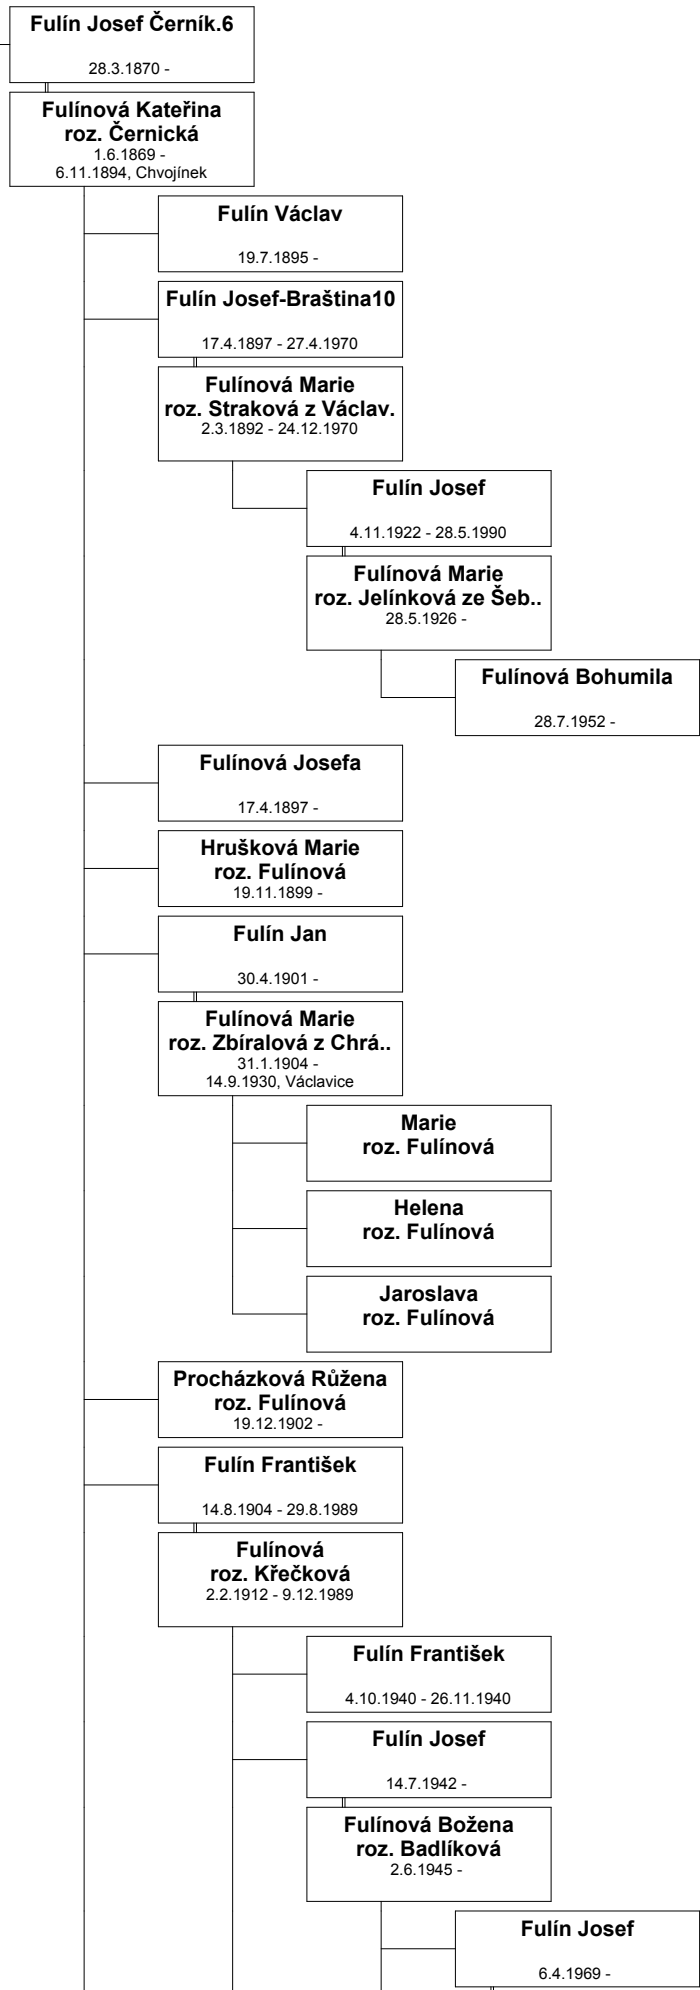 Fulín Josef Černík.6
28.3.1870 -
Fulínová Kateřina
roz. Černická
1.6.1869 -
6.11.1894, Chvojínek
Fulín Václav
19.7.1895 -
Fulín Josef-Braština10
17.4.1897 - 27.4.1970
Fulínová Marie
roz. Straková z Václav.
2.3.1892 - 24.12.1970
Fulín Josef
4.11.1922 - 28.5.1990
Fulínová Marie
roz. Jelínková ze Šeb..
28.5.1926 -
Fulínová Bohumila
28.7.1952 -
Fulínová Josefa
17.4.1897 -
Hrušková Marie
roz. Fulínová
19.11.1899 -
Fulín Jan
30.4.1901 -
Fulínová Marie
roz. Zbíralová z Chrá..
31.1.1904 -
14.9.1930, Václavice
Marie
roz. Fulínová
Helena
roz. Fulínová
Jaroslava
roz. Fulínová
Procházková Růžena
roz. Fulínová
19.12.1902 -
Fulín František
14.8.1904 - 29.8.1989
Fulínová
roz. Křečková
2.2.1912 - 9.12.1989
Fulín František
4.10.1940 - 26.11.1940
Fulín Josef
14.7.1942 -
Fulínová Božena
roz. Badlíková
2.6.1945 -
Fulín Josef
6.4.1969 -